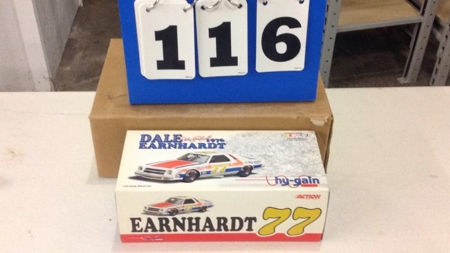 116
DALE
1976
EARNHARDT
hy-gain
ACTION
EARNHARDT 77